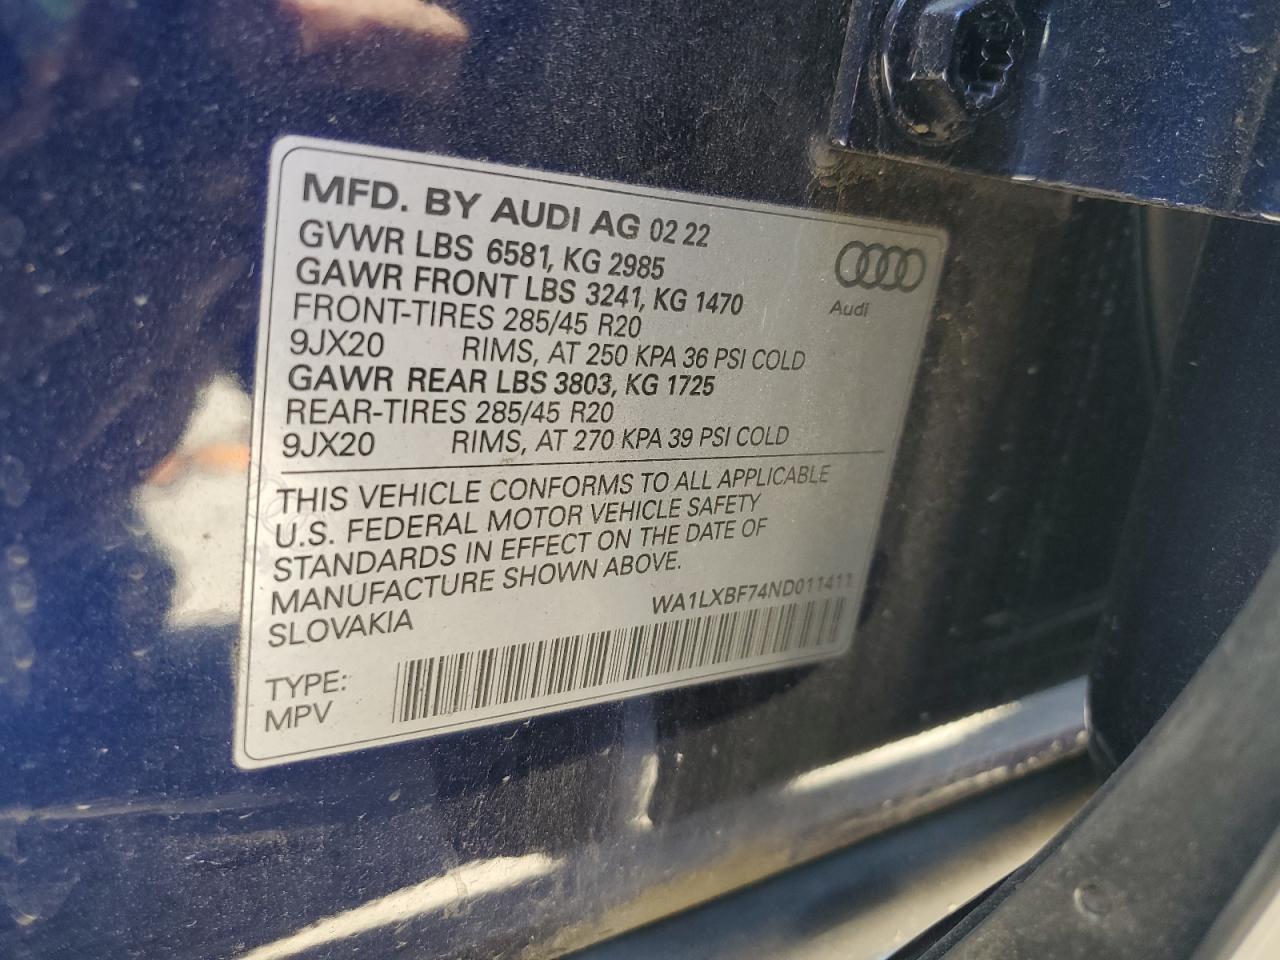 MFD. BY AUDI AG 02 22
GVWR LBS 6581, KG 2985
GAWR FRONT LBS 3241, KG 1470
FRONT-TIRES 285/45 R20
9JX20 RIMS, AT 250 KPA 36 PSI COLD
GAWR REAR LBS 3803, KG 1725
REAR-TIRES 285/45 R20
9JX20 RIMS, AT 270 KPA 39 PSI COLD
Audi
THIS VEHICLE CONFORMS TO ALL APPLICABLE
U.S. FEDERAL MOTOR VEHICLE SAFETY
STANDARDS IN EFFECT ON THE DATE OF
MANUFACTURE SHOWN ABOVE.
SLOVAKIA
WA1LXBF74ND011411
TYPE:
MPV